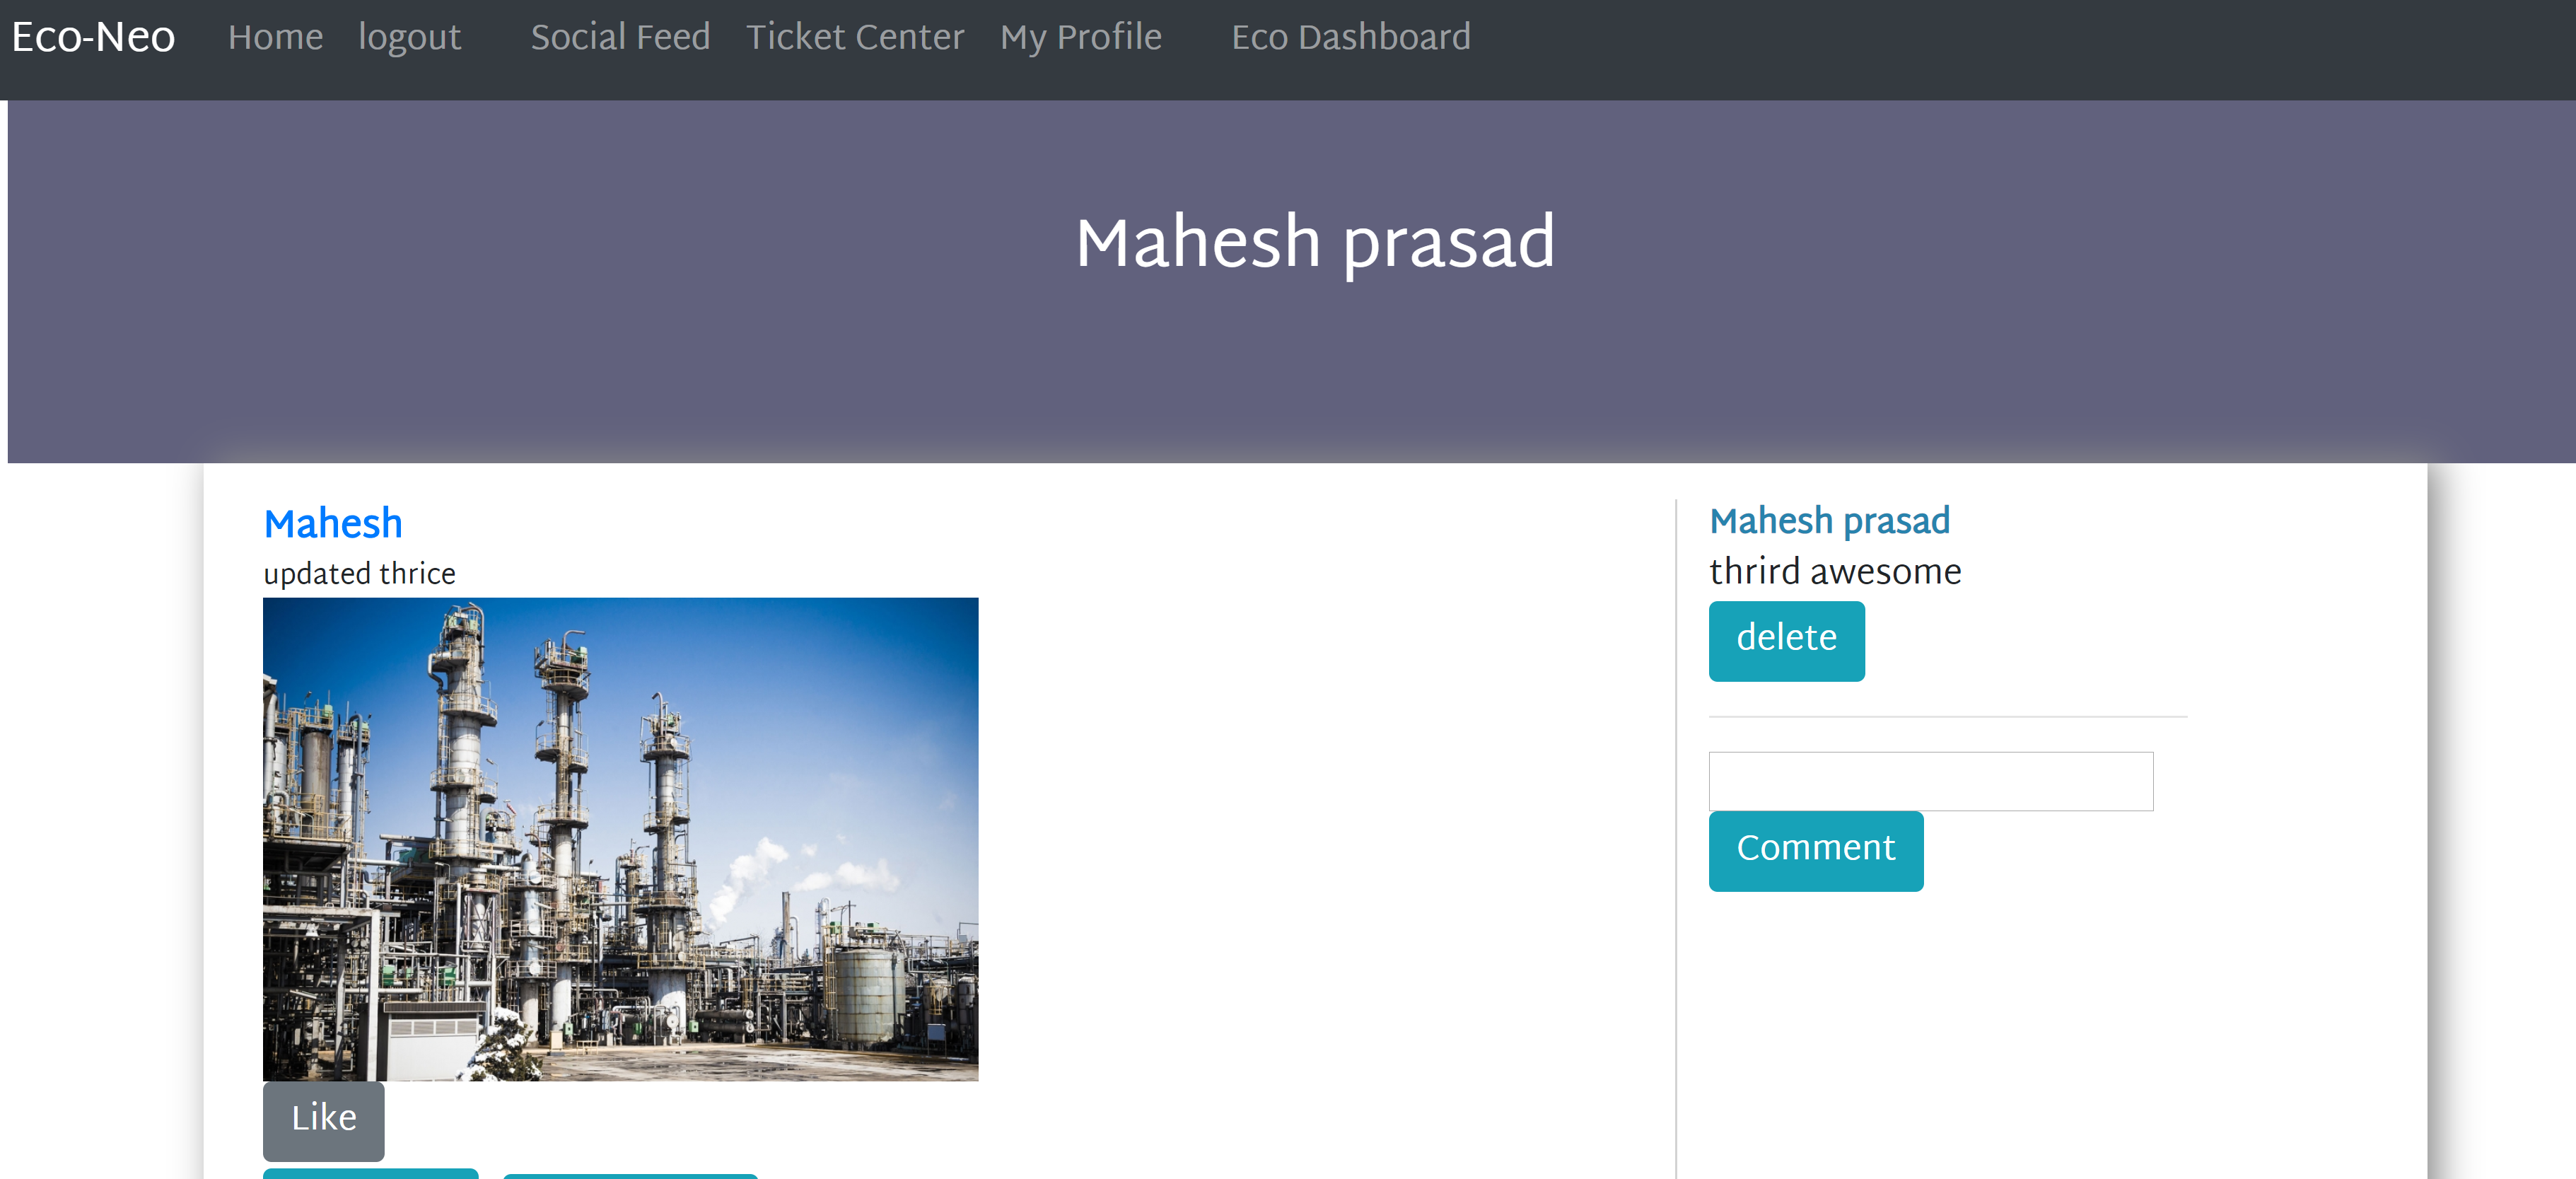 Eco-Neo Home logout Social Feed Ticket Center My Profile Eco Dashboard
Mahesh prasad
Mahesh
updated thrice
Like
Mahesh prasad
thrird awesome
delete
Comment